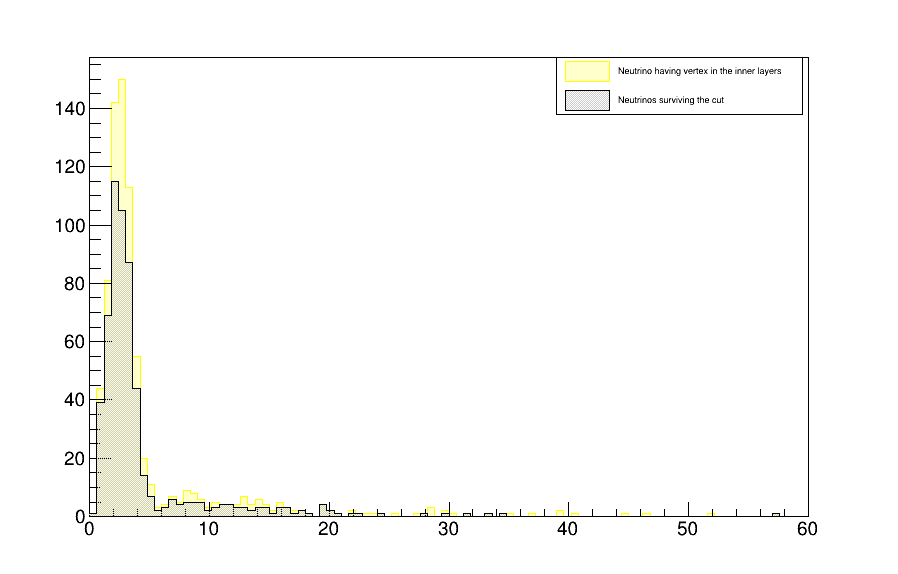 Neutrino having vertex in the inner layers
Neutrinos surviving the cut
140
120
100
80
60
40
20
0
0 10 20 30 40 50 60